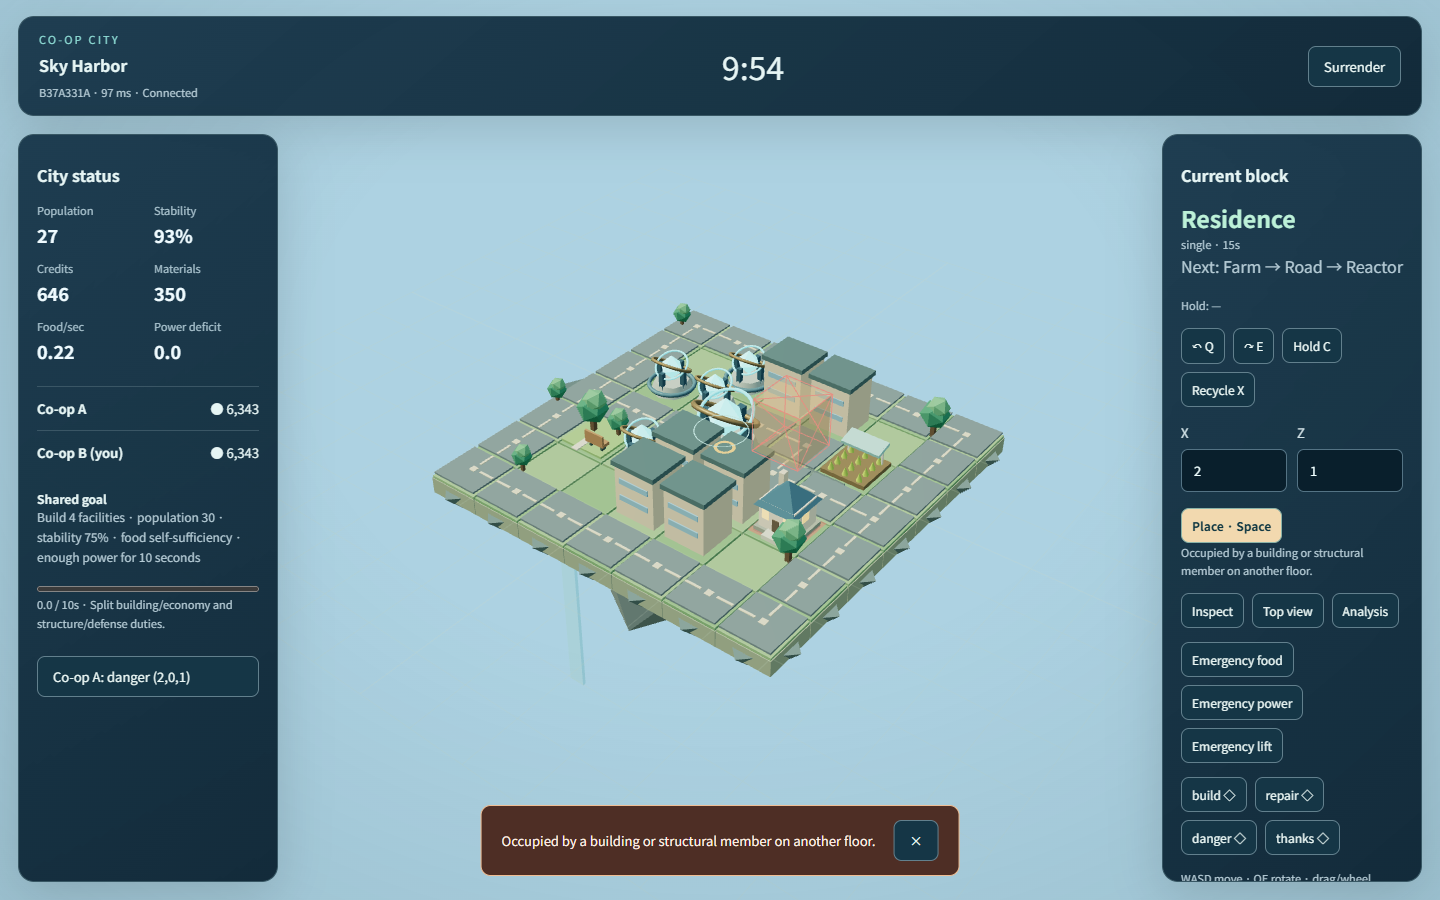 CO-OP CITY
Sky Harbor
B37A331A · 97 ms · Connected
9:54
Surrender
City status
Population
Stability
27
93%
Credits
Materials
646
350
Food/sec
Power deficit
0.22
0.0
Co-op A
6,343
Co-op B (you)
6,343
Shared goal
Build 4 facilities · population 30 ·
stability 75% · food self-sufficiency ·
enough power for 10 seconds
0.0 / 10s · Split building/economy and
structure/defense duties.
Co-op A: danger (2,0,1)
Current block
Residence
single · 15s
Next: Farm → Road → Reactor
Hold: —
↶ Q
↷ E
Hold C
Recycle X
X
Z
2
1
Place · Space
Occupied by a building or structural
member on another floor.
Inspect
Top view
Analysis
Emergency food
Emergency power
Emergency lift
build ◇
repair ◇
danger ◇
thanks ◇
WASD move · QE rotate · drag/wheel
Occupied by a building or structural member on another floor.
×